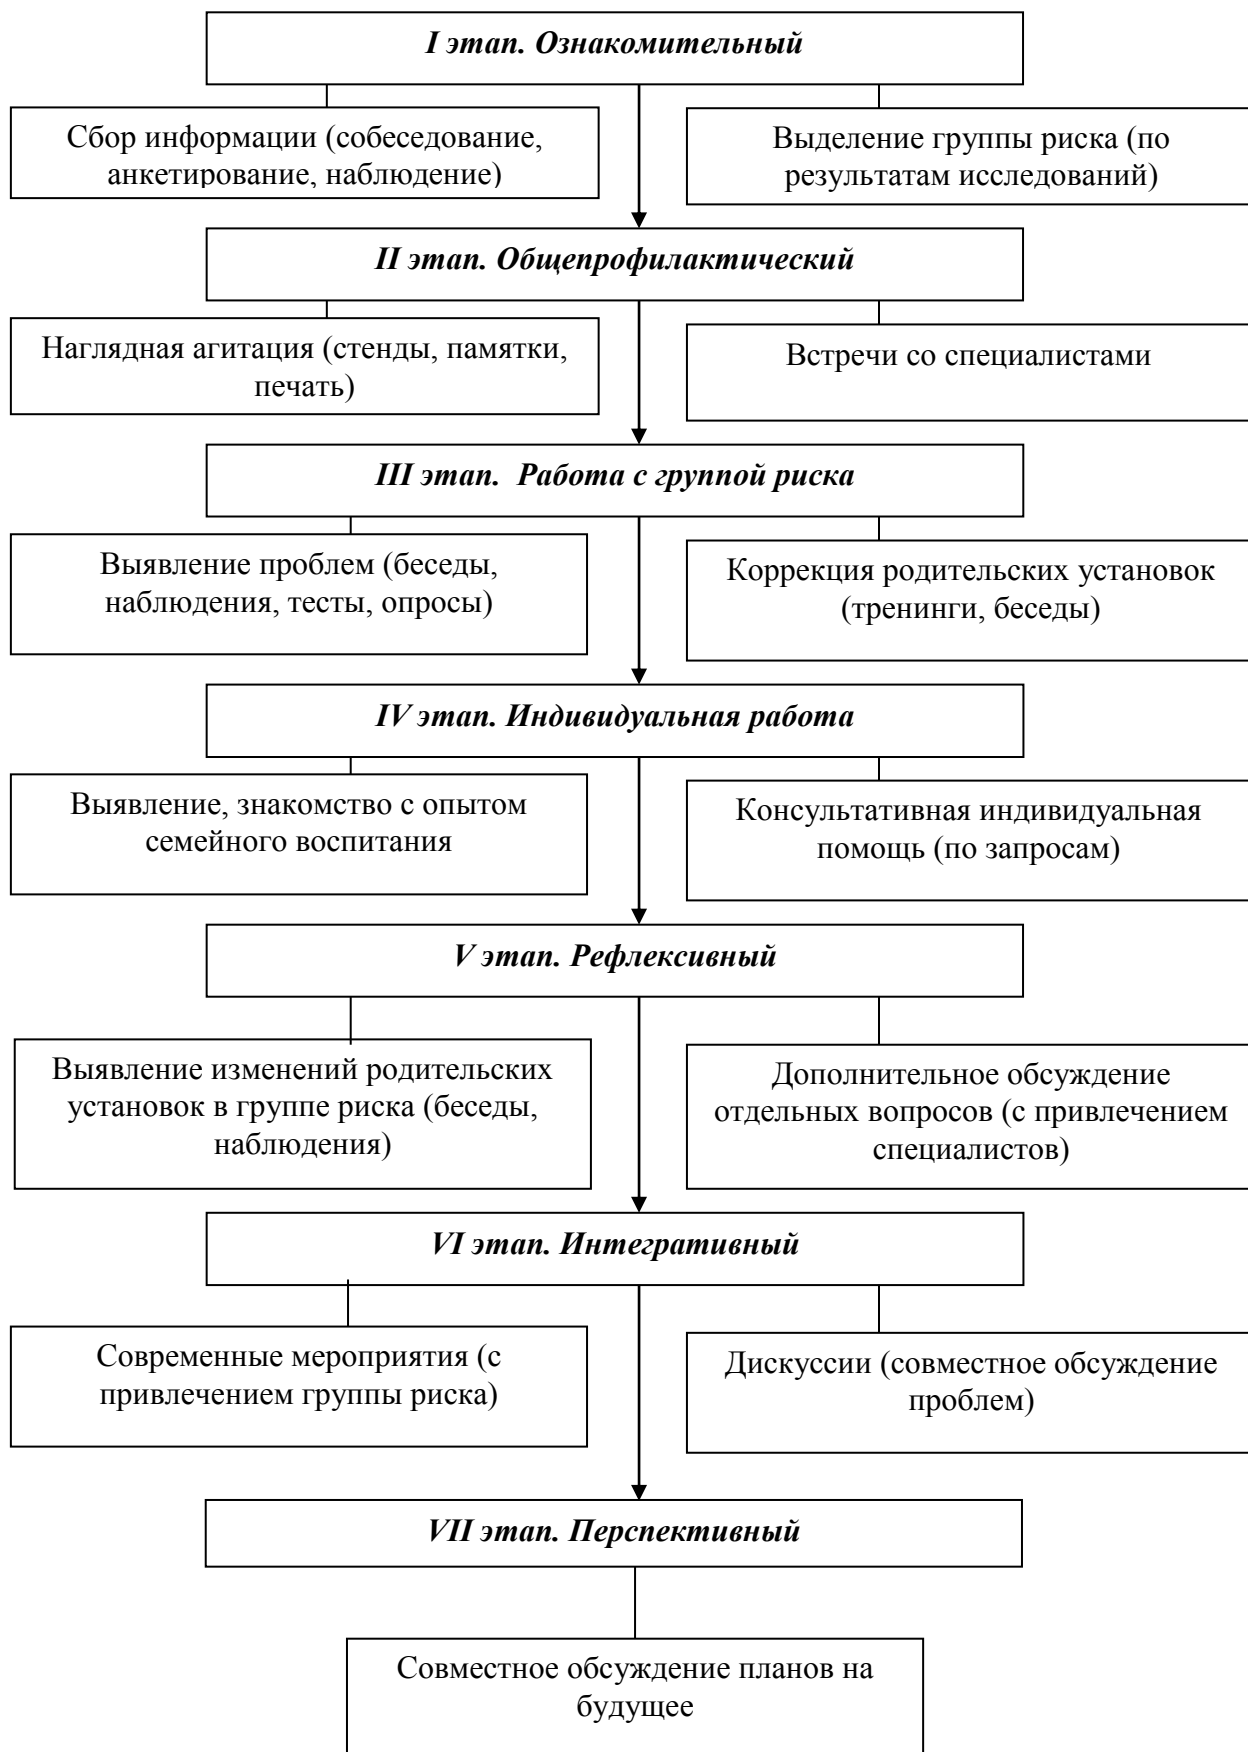 I этап. Ознакомительный
Сбор информации (собеседование,
анкетирование, наблюдение)
Выделение группы риска (по
результатам исследований)
II этап. Общепрофилактический
Наглядная агитация (стенды, памятки,
печать)
Встречи со специалистами
III этап. Работа с группой риска
Выявление проблем (беседы,
наблюдения, тесты, опросы)
Коррекция родительских установок
(тренинги, беседы)
IV этап. Индивидуальная работа
Выявление, знакомство с опытом
семейного воспитания
Консультативная индивидуальная
помощь (по запросам)
V этап. Рефлексивный
Выявление изменений родительских
установок в группе риска (беседы,
наблюдения)
Дополнительное обсуждение
отдельных вопросов (с привлечением
специалистов)
VI этап. Интегративный
Современные мероприятия (с
привлечением группы риска)
Дискуссии (совместное обсуждение
проблем)
VII этап. Перспективный
Совместное обсуждение планов на
будущее